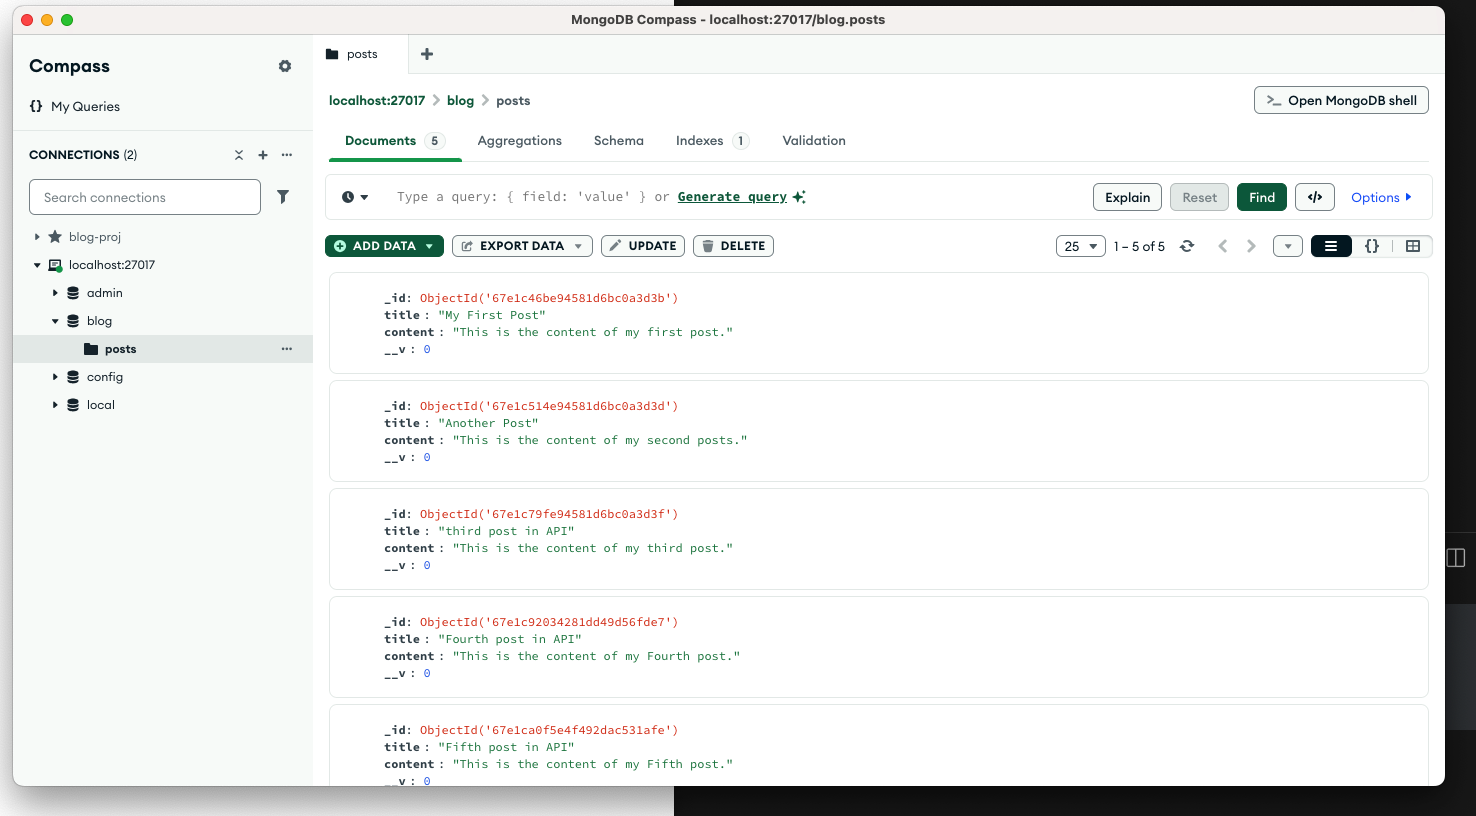 MongoDB Compass - localhost:27017/blog.posts
Compass
{} My Queries
CONNECTIONS (2)
Search connections
blog-proj
localhost:27017
admin
blog
posts
config
local
posts
localhost:27017 > blog > posts
>_ Open MongoDB shell
Documents 5 Aggregations Schema Indexes 1 Validation
Type a query: { field: 'value' } or Generate query
Explain Reset Find </> Options
ADD DATA EXPORT DATA UPDATE DELETE
25 1 – 5 of 5 {}
_id: ObjectId('67e1c46be94581d6bc0a3d3b')
title : "My First Post"
content : "This is the content of my first post."
__v : 0
_id: ObjectId('67e1c514e94581d6bc0a3d3d')
title : "Another Post"
content : "This is the content of my second posts."
__v : 0
_id: ObjectId('67e1c79fe94581d6bc0a3d3f')
title : "third post in API"
content : "This is the content of my third post."
__v : 0
_id: ObjectId('67e1c92034281dd49d56fde7')
title : "Fourth post in API"
content : "This is the content of my Fourth post."
__v : 0
_id: ObjectId('67e1ca0f5e4f492dac531afe')
title : "Fifth post in API"
content : "This is the content of my Fifth post."
__v : 0